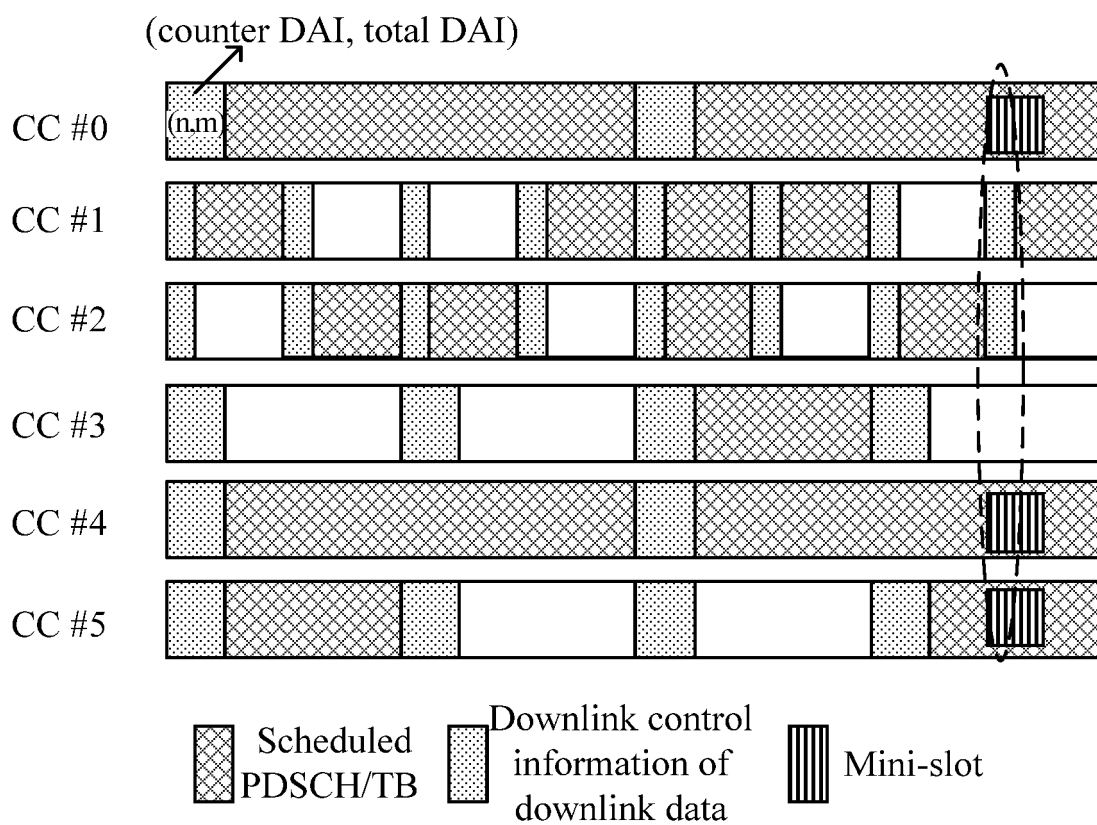 (counter DAI, total DAI)
CC #0
(n,m)
CC #1
CC #2
CC #3
CC #4
CC #5
Scheduled
PDSCH/TB
Downlink control
information of
downlink data
Mini-slot